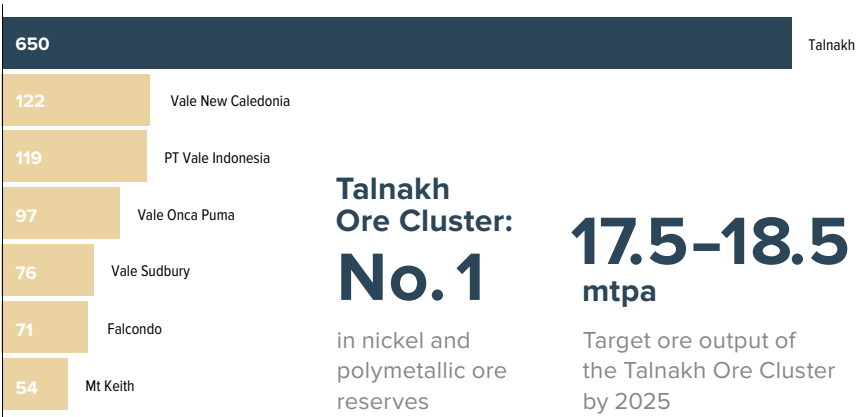 650
Talnakh
122
Vale New Caledonia
119
PT Vale Indonesia
97
Vale Onca Puma
76
Vale Sudbury
71
Falcondo
54
Mt Keith
Talnakh
Ore Cluster:
No. 1
in nickel and
polymetallic ore
reserves
17.5–18.5
mtpa
Target ore output of
the Talnakh Ore Cluster
by 2025